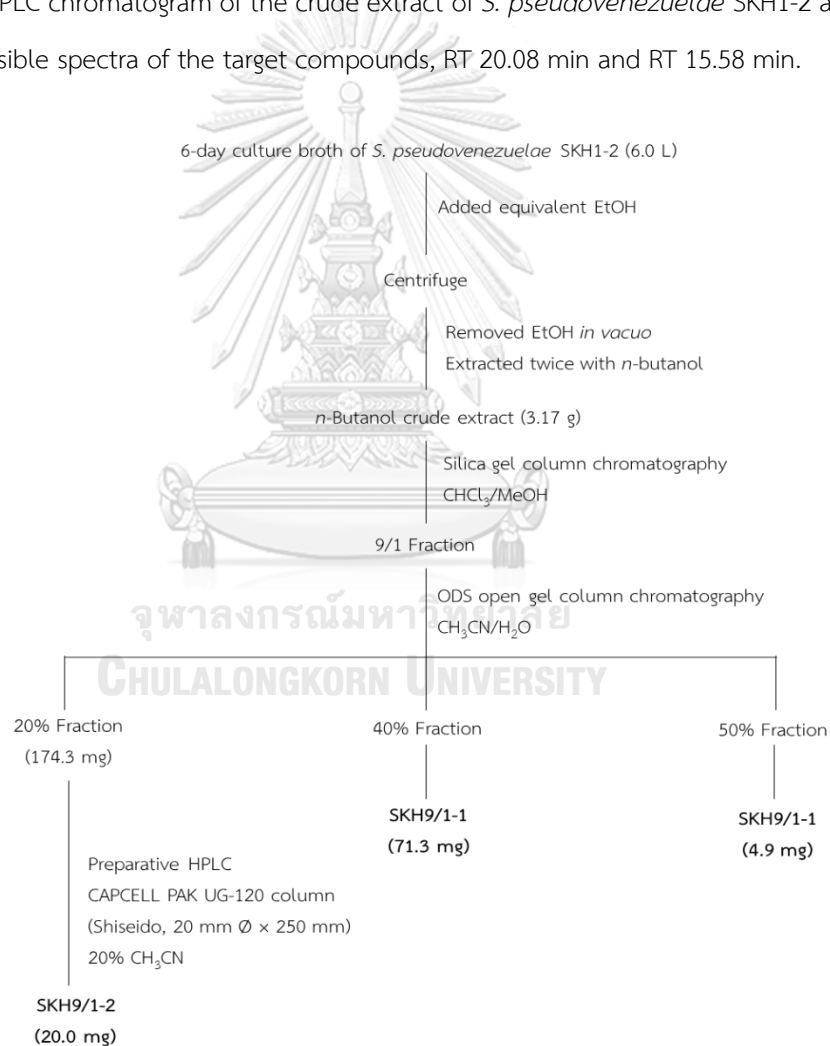 PLC chromatogram of the crude extract of S. pseudovenezuelae SKH1-2 a
sible spectra of the target compounds, RT 20.08 min and RT 15.58 min.
6-day culture broth of S. pseudovenezuelae SKH1-2 (6.0 L)
Added equivalent EtOH
Centrifuge
Removed EtOH in vacuo
Extracted twice with n-butanol
n-Butanol crude extract (3.17 g)
Silica gel column chromatography
CHCl₃/MeOH
9/1 Fraction
ODS open gel column chromatography
CH₃CN/H₂O
จุฬาลงกรณ์มหาวิทยาลัย
CHULALONGKORN UNIVERSITY
20% Fraction
(174.3 mg)
40% Fraction
50% Fraction
SKH9/1-1
(71.3 mg)
SKH9/1-1
(4.9 mg)
Preparative HPLC
CAPCELL PAK UG-120 column
(Shiseido, 20 mm Ø × 250 mm)
20% CH₃CN
SKH9/1-2
(20.0 mg)